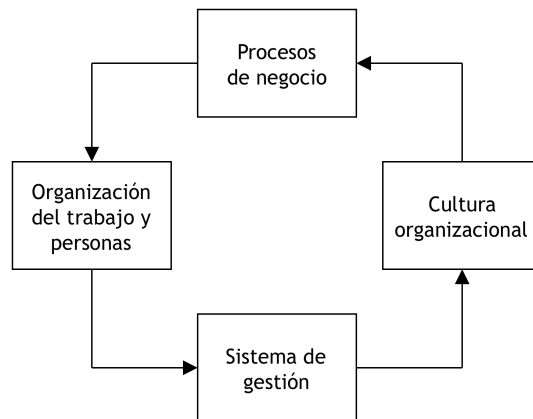 Procesos
de negocio
Organización
del trabajo y
personas
Cultura
organizacional
Sistema de
gestión